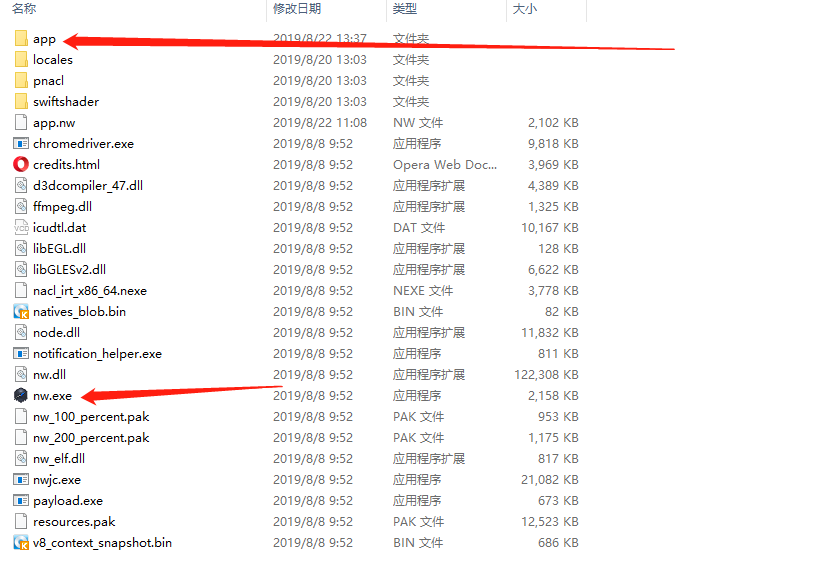 名称 修改日期 类型 大小
app 2019/8/22 13:37 文件夹
locales 2019/8/20 13:03 文件夹
pnacl 2019/8/20 13:03 文件夹
swiftshader 2019/8/20 13:03 文件夹
app.nw 2019/8/22 11:08 NW 文件 2,102 KB
chromedriver.exe 2019/8/8 9:52 应用程序 9,818 KB
credits.html 2019/8/8 9:52 Opera Web Doc... 3,969 KB
d3dcompiler_47.dll 2019/8/8 9:52 应用程序扩展 4,389 KB
ffmpeg.dll 2019/8/8 9:52 应用程序扩展 1,325 KB
icudtl.dat 2019/8/8 9:52 DAT 文件 10,167 KB
libEGL.dll 2019/8/8 9:52 应用程序扩展 128 KB
libGLESv2.dll 2019/8/8 9:52 应用程序扩展 6,622 KB
nacl_irt_x86_64.nexe 2019/8/8 9:52 NEXE 文件 3,778 KB
natives_blob.bin 2019/8/8 9:52 BIN 文件 82 KB
node.dll 2019/8/8 9:52 应用程序扩展 11,832 KB
notification_helper.exe 2019/8/8 9:52 应用程序 811 KB
nw.dll 2019/8/8 9:52 应用程序扩展 122,308 KB
nw.exe 2019/8/8 9:52 应用程序 2,158 KB
nw_100_percent.pak 2019/8/8 9:52 PAK 文件 953 KB
nw_200_percent.pak 2019/8/8 9:52 PAK 文件 1,175 KB
nw_elf.dll 2019/8/8 9:52 应用程序扩展 817 KB
nwjc.exe 2019/8/8 9:52 应用程序 21,082 KB
payload.exe 2019/8/8 9:52 应用程序 673 KB
resources.pak 2019/8/8 9:52 PAK 文件 12,523 KB
v8_context_snapshot.bin 2019/8/8 9:52 BIN 文件 686 KB